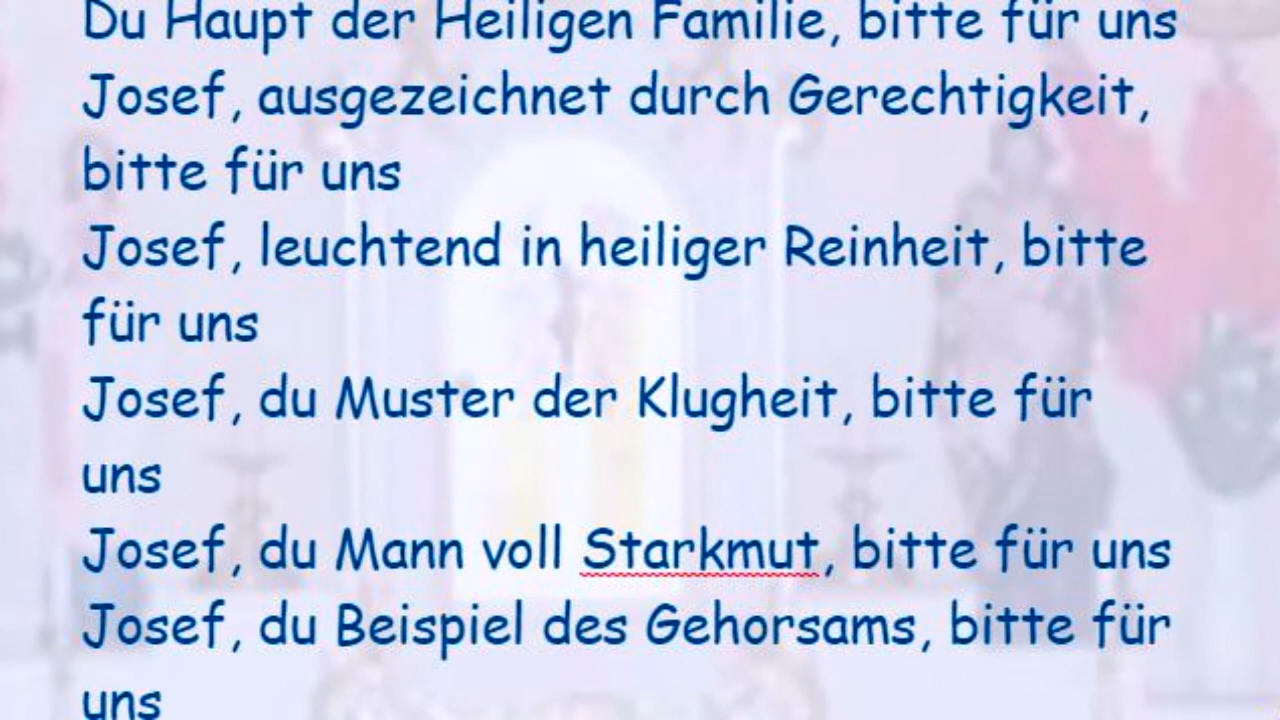 Du Haupt der Heiligen Familie, bitte für uns
Josef, ausgezeichnet durch Gerechtigkeit,
bitte für uns
Josef, leuchtend in heiliger Reinheit, bitte
für uns
Josef, du Muster der Klugheit, bitte für
uns
Josef, du Mann voll Starkmut, bitte für uns
Josef, du Beispiel des Gehorsams, bitte für
uns